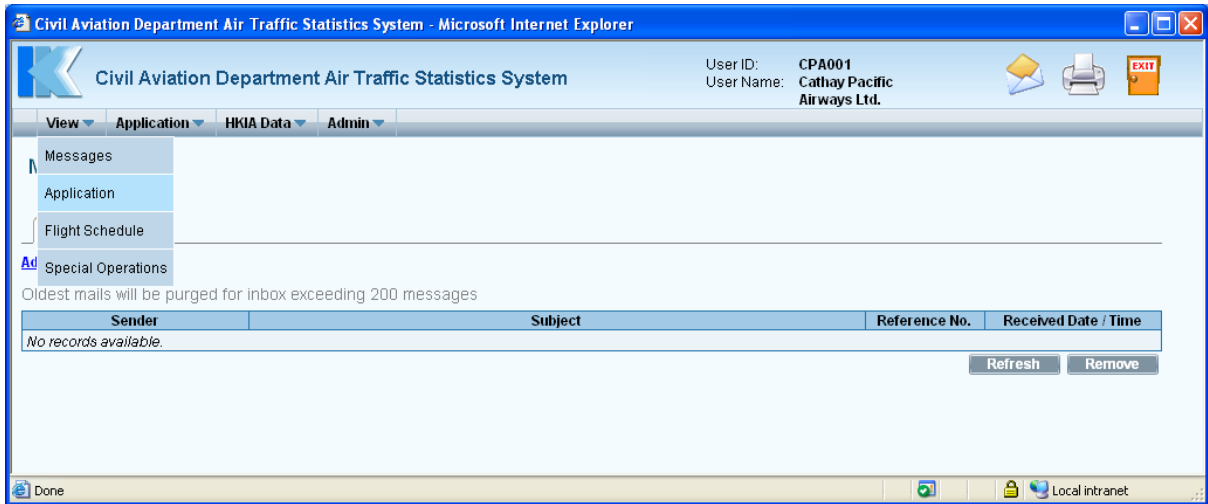 Civil Aviation Department Air Traffic Statistics System - Microsoft Internet Explorer
Civil Aviation Department Air Traffic Statistics System
User ID: CPA001
User Name: Cathay Pacific
Airways Ltd.
EXIT
View Application HKIA Data Admin
Messages
Application
Flight Schedule
Special Operations
Oldest mails will be purged for inbox exceeding 200 messages
Sender Subject Reference No. Received Date / Time
No records available.
Refresh Remove
Done
Local intranet